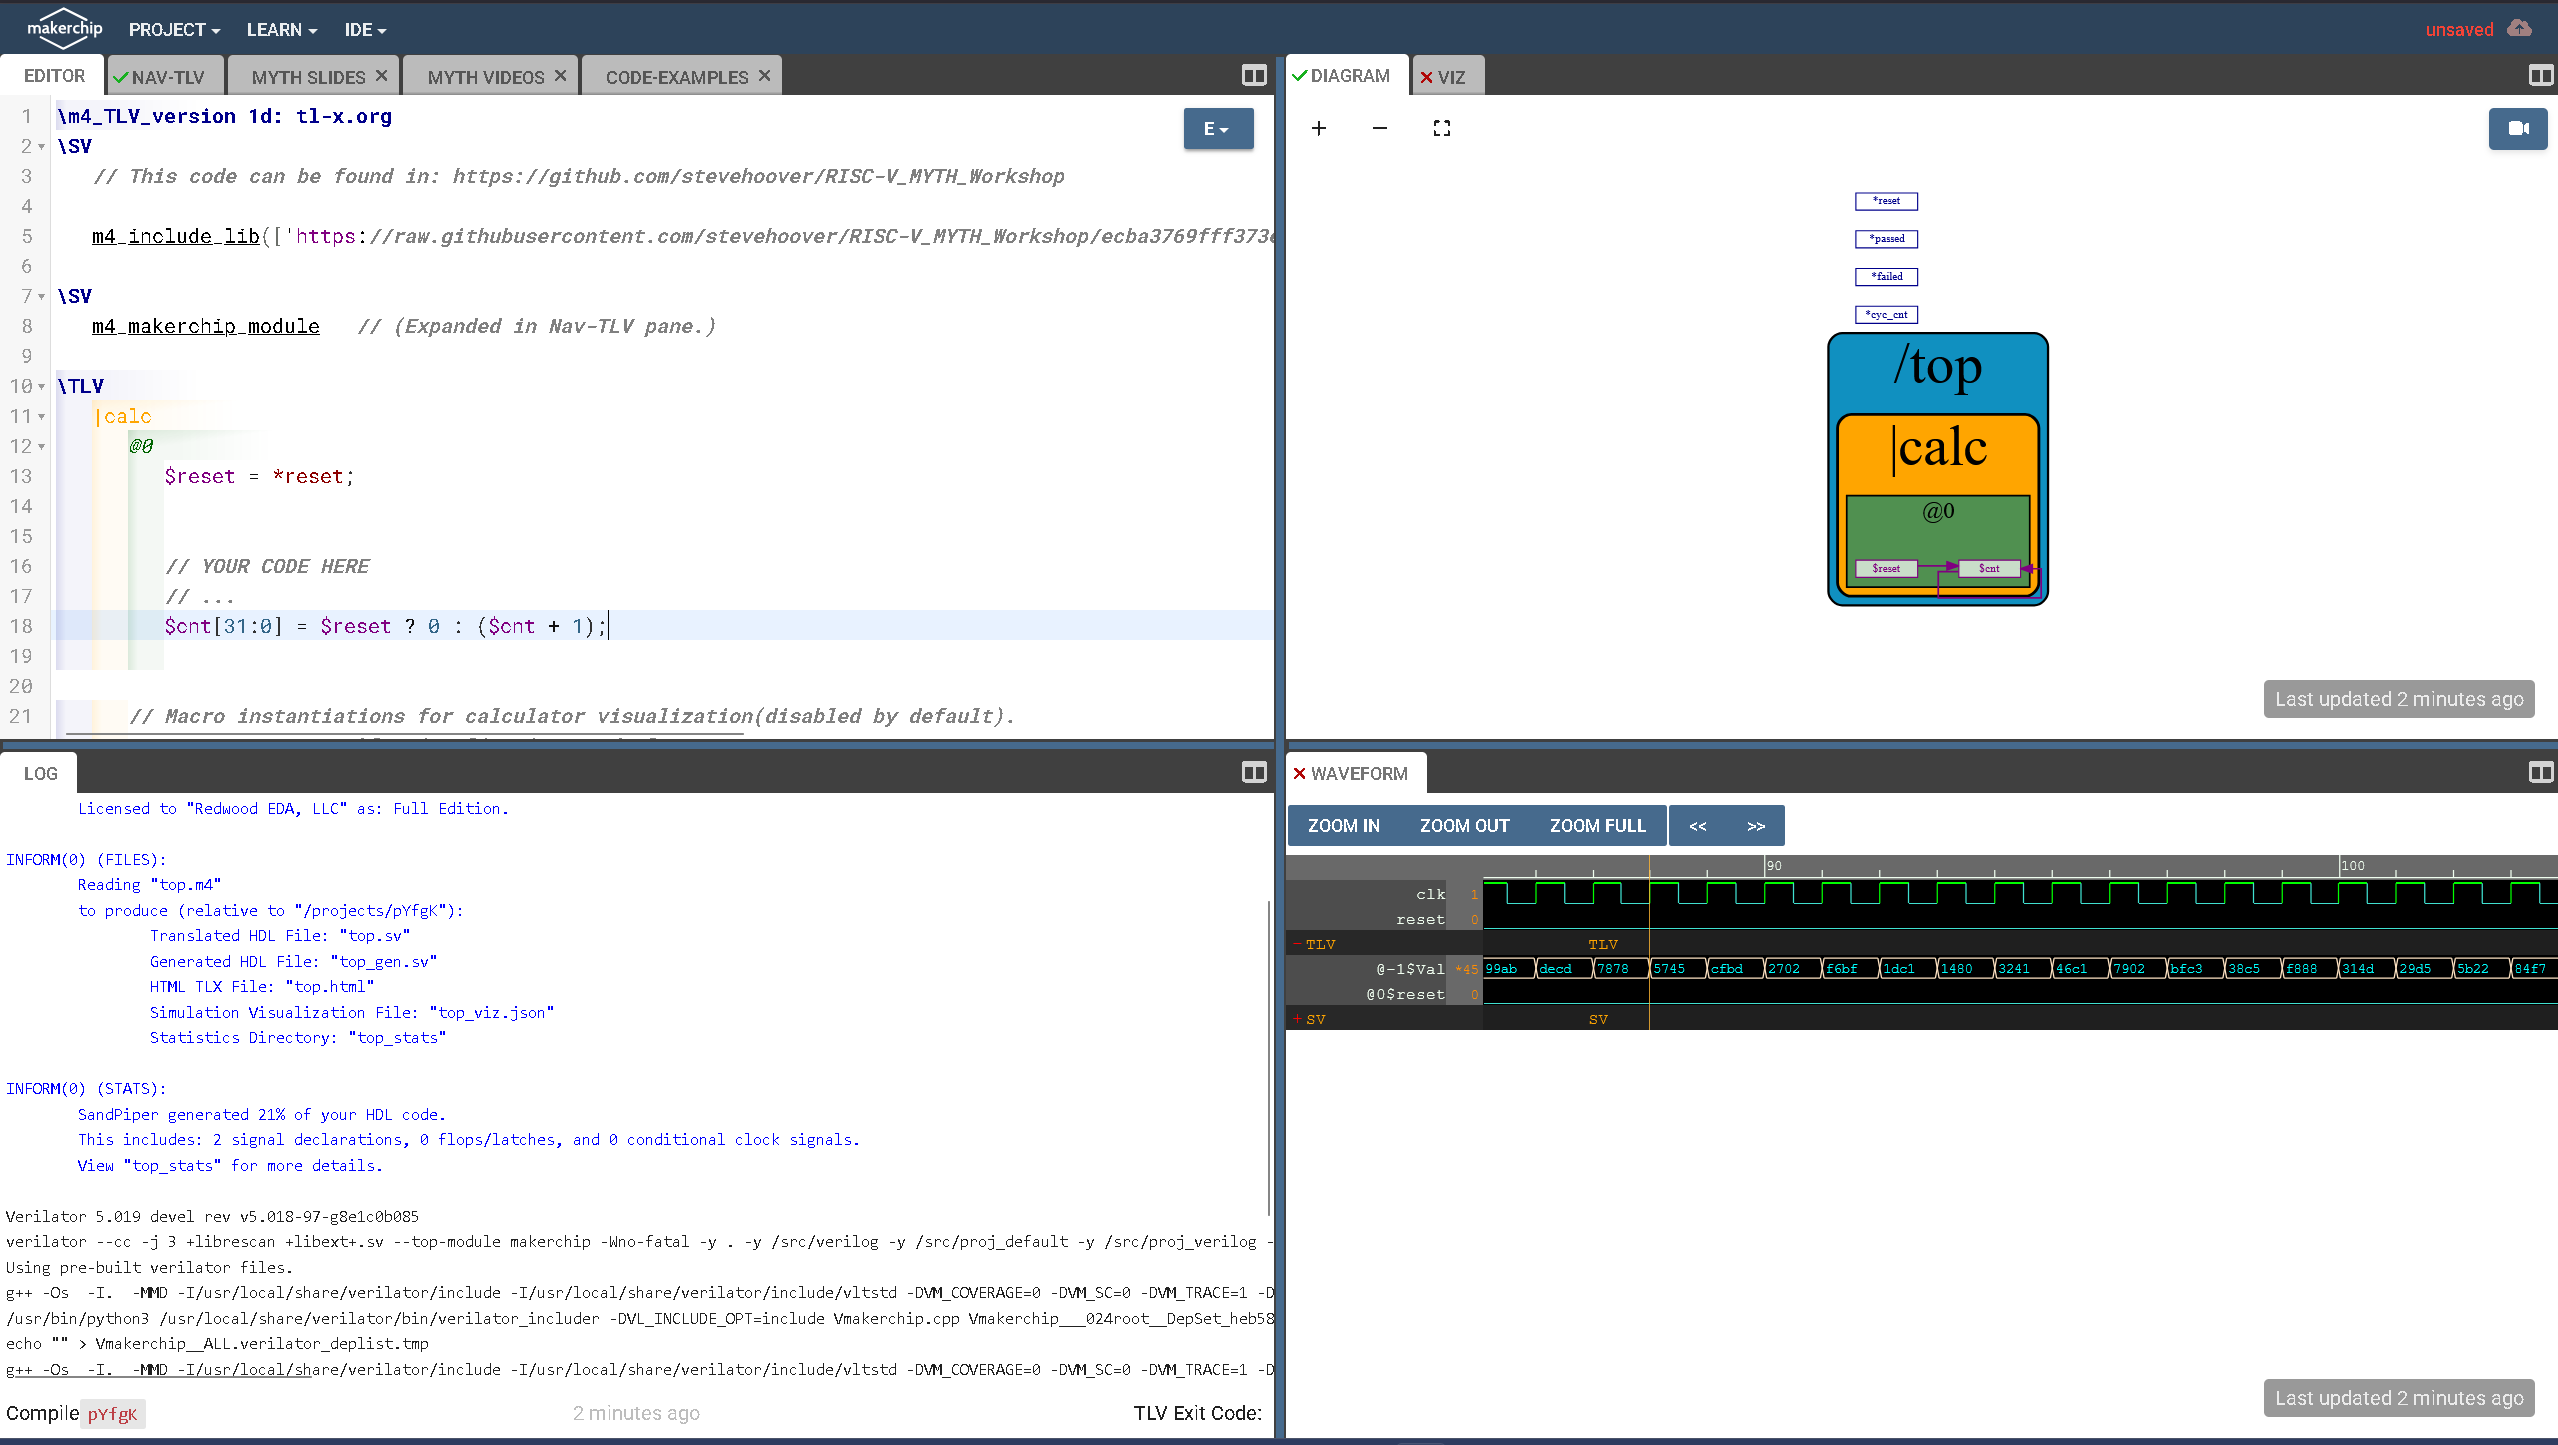 makerchip PROJECT LEARN IDE unsaved
EDITOR NAV-TLV MYTH SLIDES MYTH VIDEOS CODE-EXAMPLES
1 \m4_TLV_version 1d: tl-x.org
E
2 \SV
3 // This code can be found in: https://github.com/stevehoover/RISC-V_MYTH_Workshop
4
5 m4_include_lib(['https://raw.githubusercontent.com/stevehoover/RISC-V_MYTH_Workshop/ecba3769fff373
6
7 \SV
8 m4_makerchip_module // (Expanded in Nav-TLV pane.)
9
10 \TLV
11 |calc
12 @0
13 $reset = *reset;
14
15
16 // YOUR CODE HERE
17 // ...
18 $cnt[31:0] = $reset ? 0 : ($cnt + 1);
19
20
21 // Macro instantiations for calculator visualization(disabled by default).
DIAGRAM VIZ
*reset
*passed
*failed
*cyc_cnt
/top
|calc
@0
$reset $cnt
Last updated 2 minutes ago
LOG
Licensed to "Redwood EDA, LLC" as: Full Edition.
INFORM(0) (FILES):
Reading "top.m4"
to produce (relative to "/projects/pYfgK"):
Translated HDL File: "top.sv"
Generated HDL File: "top_gen.sv"
HTML TLX File: "top.html"
Simulation Visualization File: "top_viz.json"
Statistics Directory: "top_stats"
INFORM(0) (STATS):
SandPiper generated 21% of your HDL code.
This includes: 2 signal declarations, 0 flops/latches, and 0 conditional clock signals.
View "top_stats" for more details.
Verilator 5.019 devel rev v5.018-97-g8e1c0b085
verilator --cc -j 3 +librescan +libext+.sv --top-module makerchip -Wno-fatal -y . -y /src/verilog -y /src/proj_default -y /src/proj_verilog -
Using pre-built verilator files.
g++ -Os -I. -MMD -I/usr/local/share/verilator/include -I/usr/local/share/verilator/include/vltstd -DVM_COVERAGE=0 -DVM_SC=0 -DVM_TRACE=1 -D
/usr/bin/python3 /usr/local/share/verilator/bin/verilator_includer -DVL_INCLUDE_OPT=include Vmakerchip.cpp Vmakerchip___024root__DepSet_heb58
echo "" > Vmakerchip__ALL.verilator_deplist.tmp
g++ -Os -I. -MMD -I/usr/local/share/verilator/include -I/usr/local/share/verilator/include/vltstd -DVM_COVERAGE=0 -DVM_SC=0 -DVM_TRACE=1 -D
Compile pYfgK 2 minutes ago TLV Exit Code:
WAVEFORM
ZOOM IN ZOOM OUT ZOOM FULL << >>
90 100
clk 1
reset 0
- TLV TLV
@-1$Val *45 99ab decd 7878 5745 cfbd 2702 f6bf 1dc1 1480 3241 46c1 7902 bfc3 38c5 f888 314d 29d5 5b22 84f7
@0$reset 0
+ SV SV
Last updated 2 minutes ago